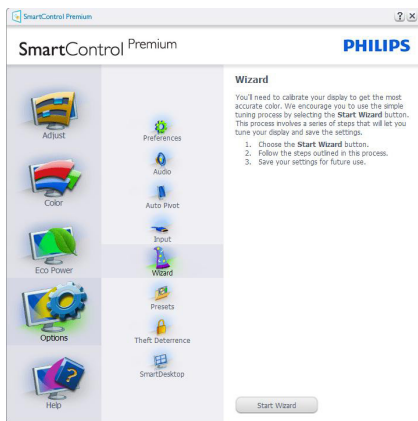 SmartControl Premium
? x
SmartControl Premium
PHILIPS
Adjust
Color
Eco Power
Options
Help
Preferences
Audio
Auto Pivot
Input
Wizard
Presets
Theft Deterrence
SmartDesktop
Wizard
You'll need to calibrate your display to get the most
accurate color. We encourage you to use the simple
tuning process by selecting the Start Wizard button.
This process involves a series of steps that will let you
tune your display and save the settings.
1. Choose the Start Wizard button.
2. Follow the steps outlined in this process.
3. Save your settings for future use.
Start Wizard